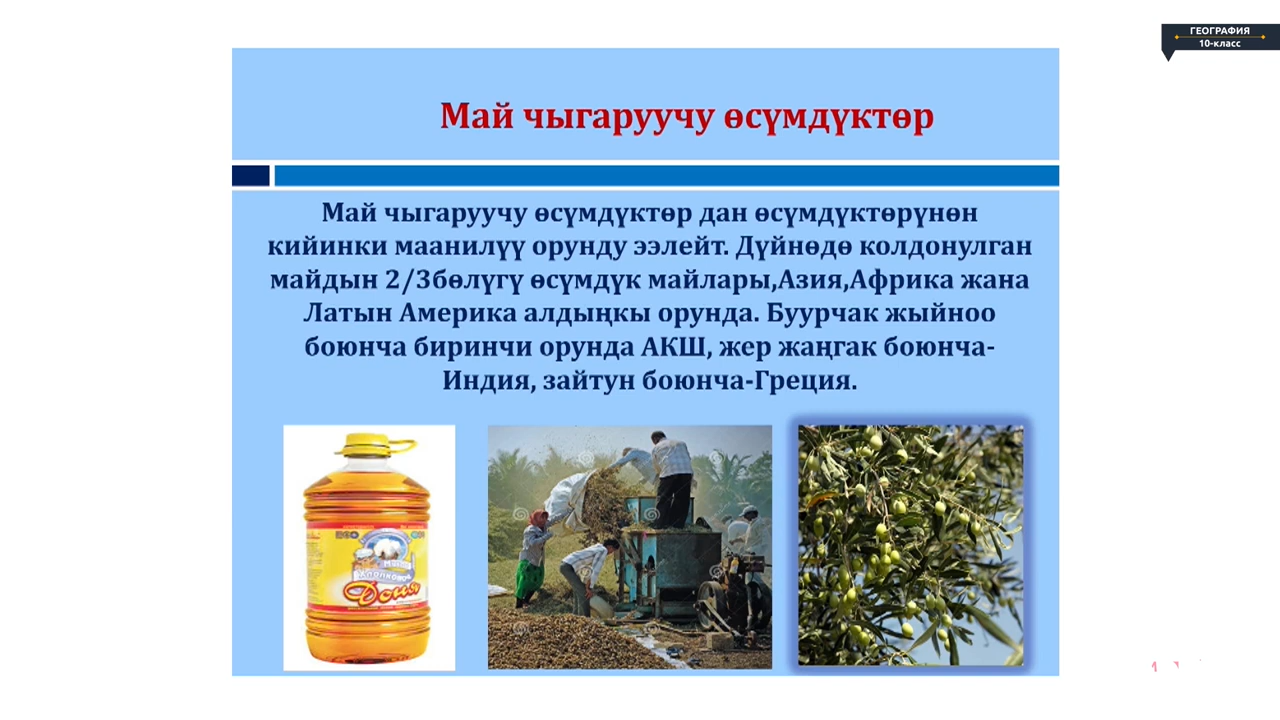 ГЕОГРАФИЯ
10-класс
Май чыгаруучу өсүмдүктөр
Май чыгаруучу өсүмдүктөр дан өсүмдүктөрүнөн
кийинки маанилүү орунду ээлейт. Дүйнөдө колдонулган
майдын 2/3бөлүгү өсүмдүк майлары,Азия,Африка жана
Латын Америка алдыңкы орунда. Буурчак жыйноо
боюнча биринчи орунда АКШ, жер жаңгак боюнча-
Индия, зайтун боюнча-Греция.
Хлопковое